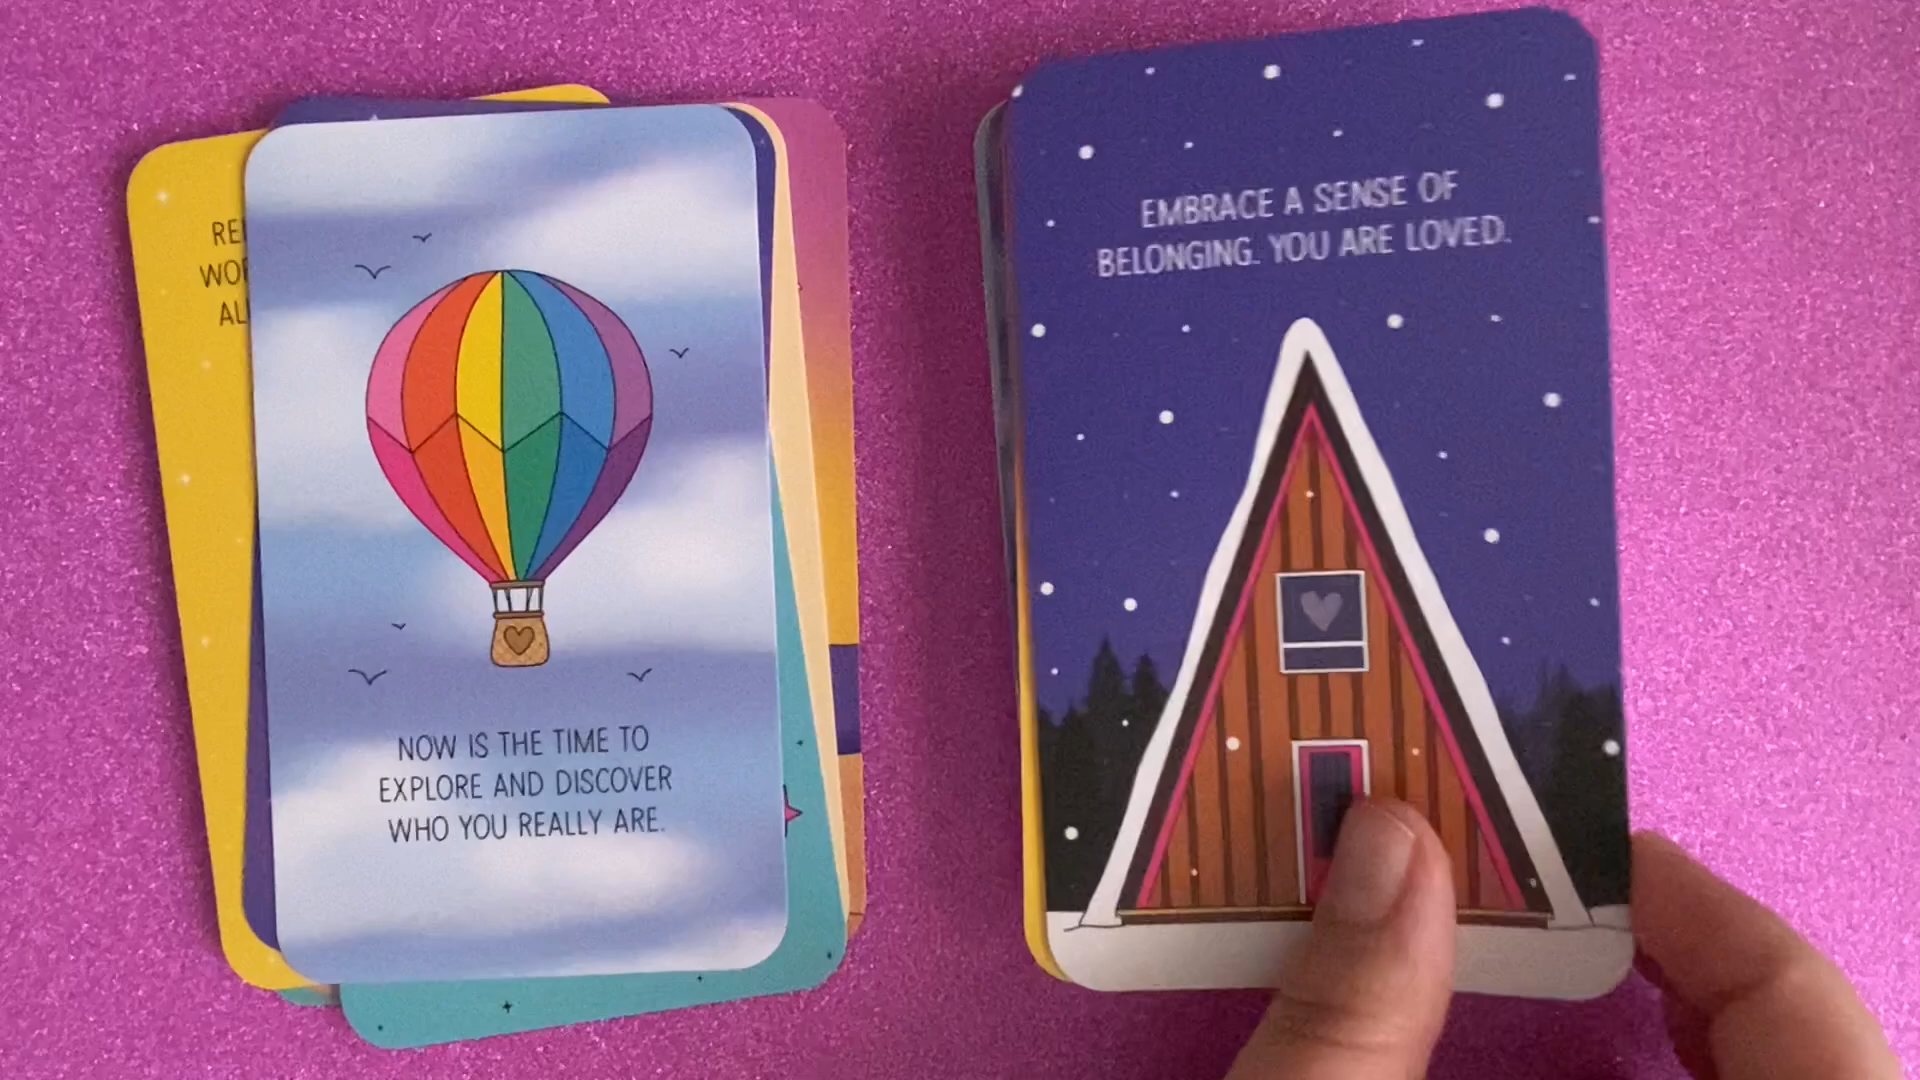 NOW IS THE TIME TO
EXPLORE AND DISCOVER
WHO YOU REALLY ARE.
EMBRACE A SENSE OF
BELONGING. YOU ARE LOVED.